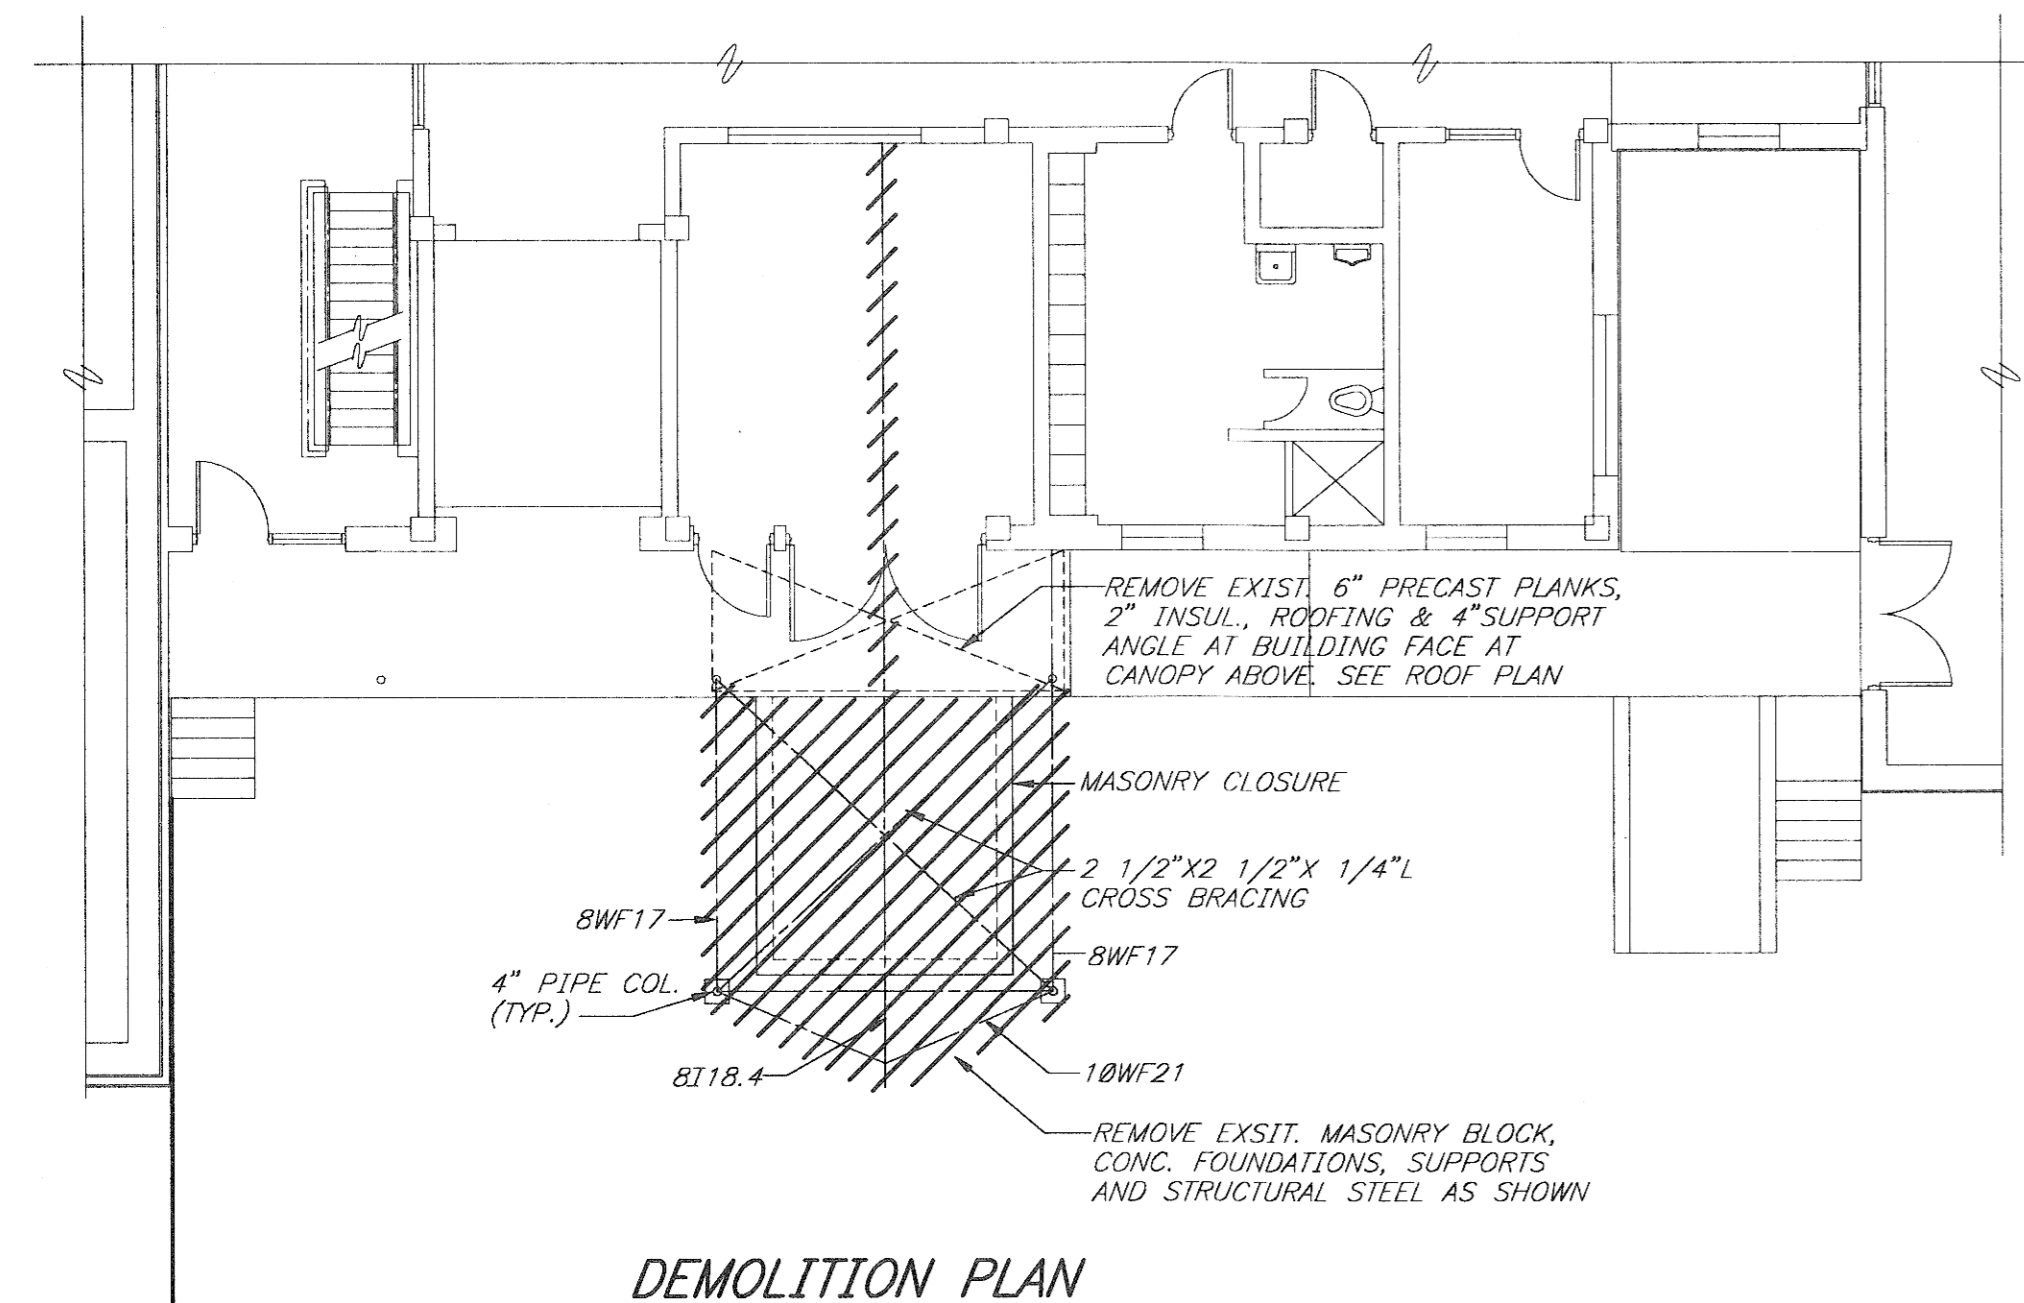 REMOVE EXIST. 6" PRECAST PLANKS,
2" INSUL., ROOFING & 4"SUPPORT
ANGLE AT BUILDING FACE AT
CANOPY ABOVE. SEE ROOF PLAN
MASONRY CLOSURE
2 1/2"X2 1/2"X 1/4"L
CROSS BRACING
8WF17
8WF17
4" PIPE COL.
(TYP.)
8I18.4
10WF21
REMOVE EXSIT. MASONRY BLOCK,
CONC. FOUNDATIONS, SUPPORTS
AND STRUCTURAL STEEL AS SHOWN
DEMOLITION PLAN